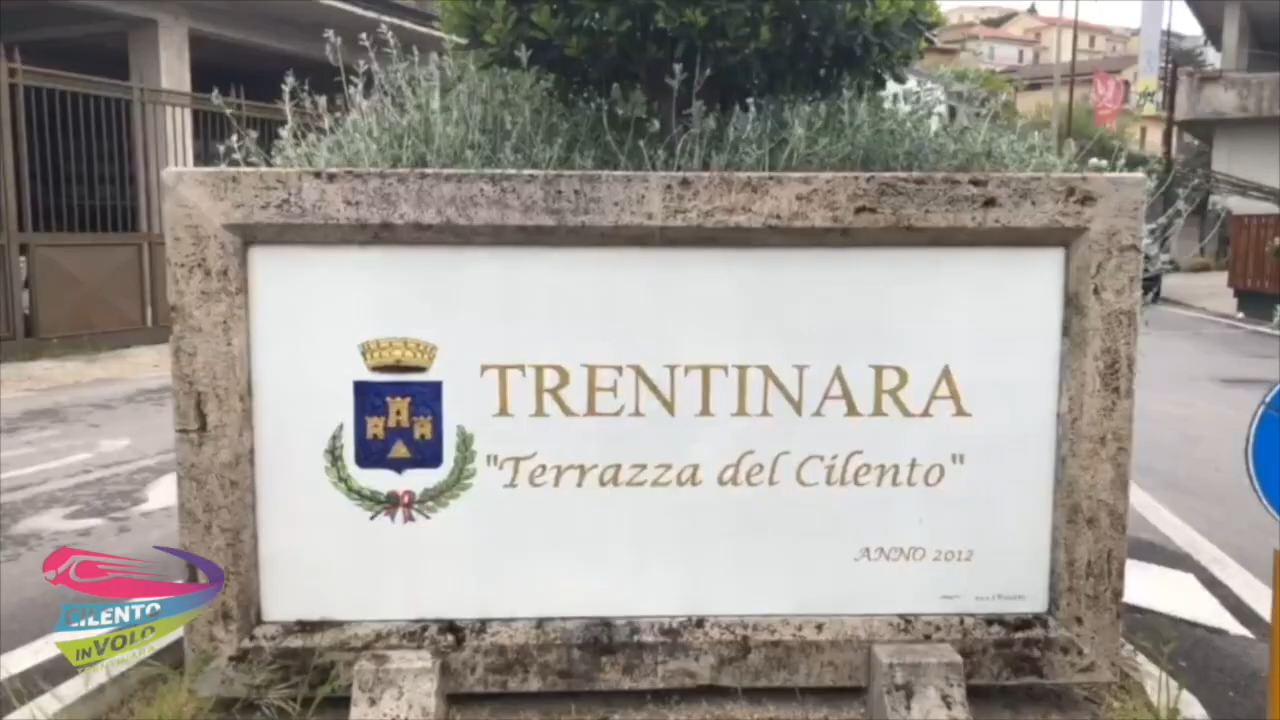 TRENTINARA
"Terrazza del Cilento"
ANNO 2012
CILENTO
IN VOLO